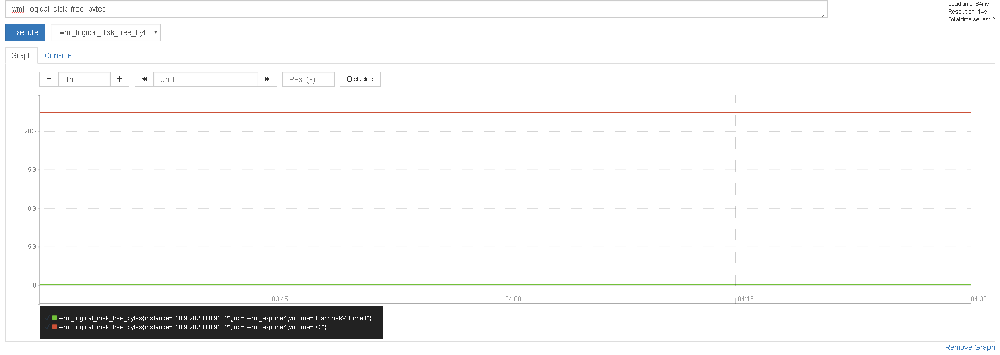 wmi_logical_disk_free_bytes
Load time: 64ms
Resolution: 14s
Total time series: 2
Execute
wmi_logical_disk_free_byt
Graph
Console
1h
Until
Res. (s)
stacked
20G
15G
10G
5G
0
03:45
04:00
04:15
04:30
wmi_logical_disk_free_bytes{instance="10.9.202.110:9182",job="wmi_exporter",volume="HarddiskVolume1"}
wmi_logical_disk_free_bytes{instance="10.9.202.110:9182",job="wmi_exporter",volume="C:"}
Remove Graph